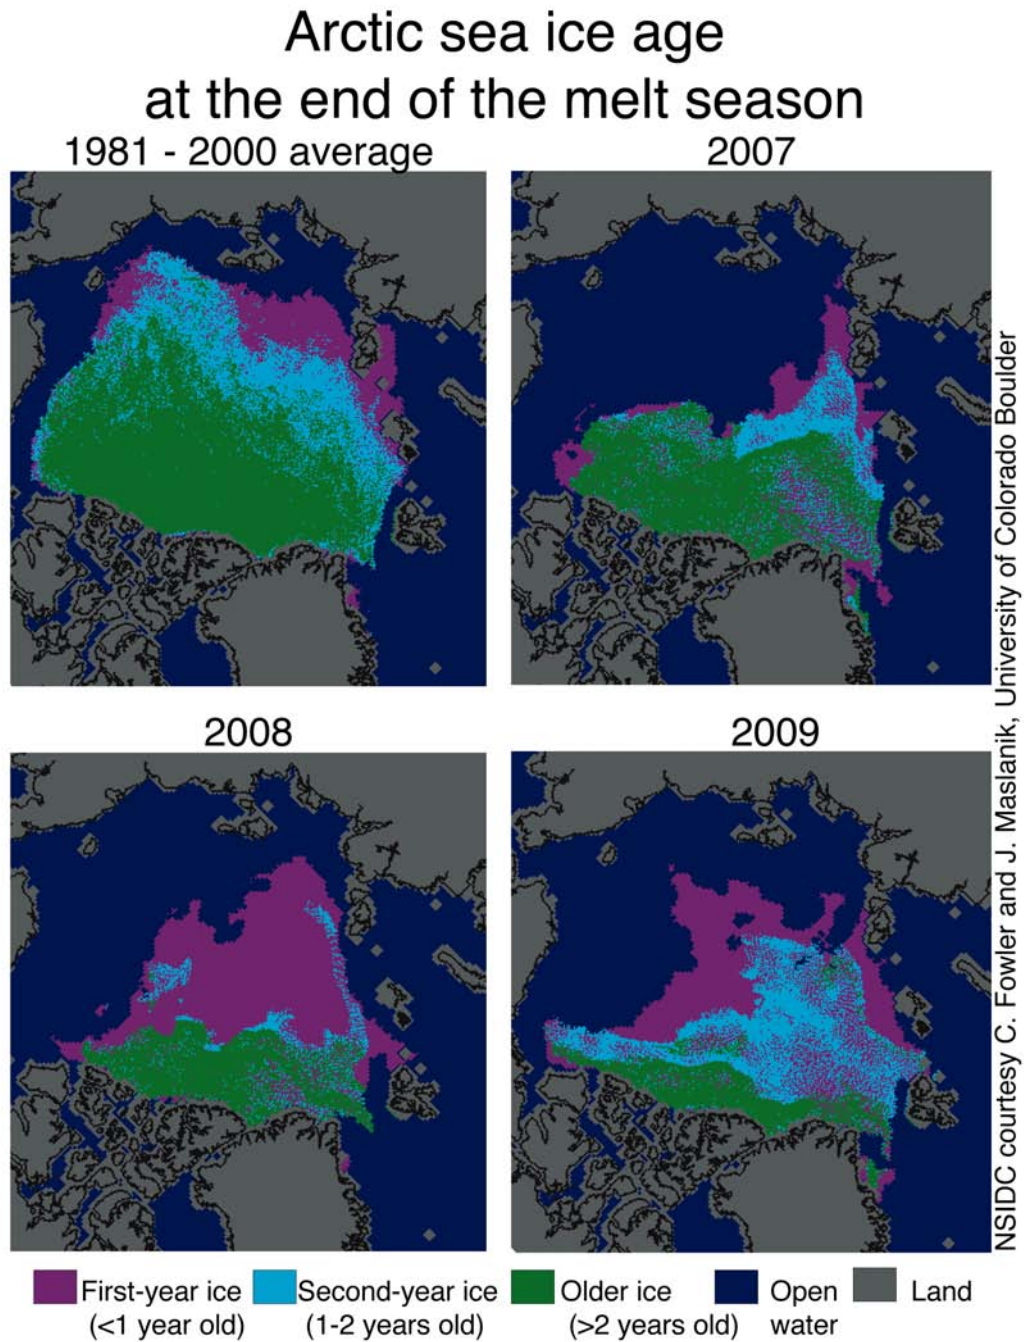 Arctic sea ice age
at the end of the melt season
1981 - 2000 average
2007
2008
2009
NSIDC courtesy C. Fowler and J. Maslanik, University of Colorado Boulder
First-year ice
(<1 year old)
Second-year ice
(1-2 years old)
Older ice
(>2 years old)
Open
water
Land